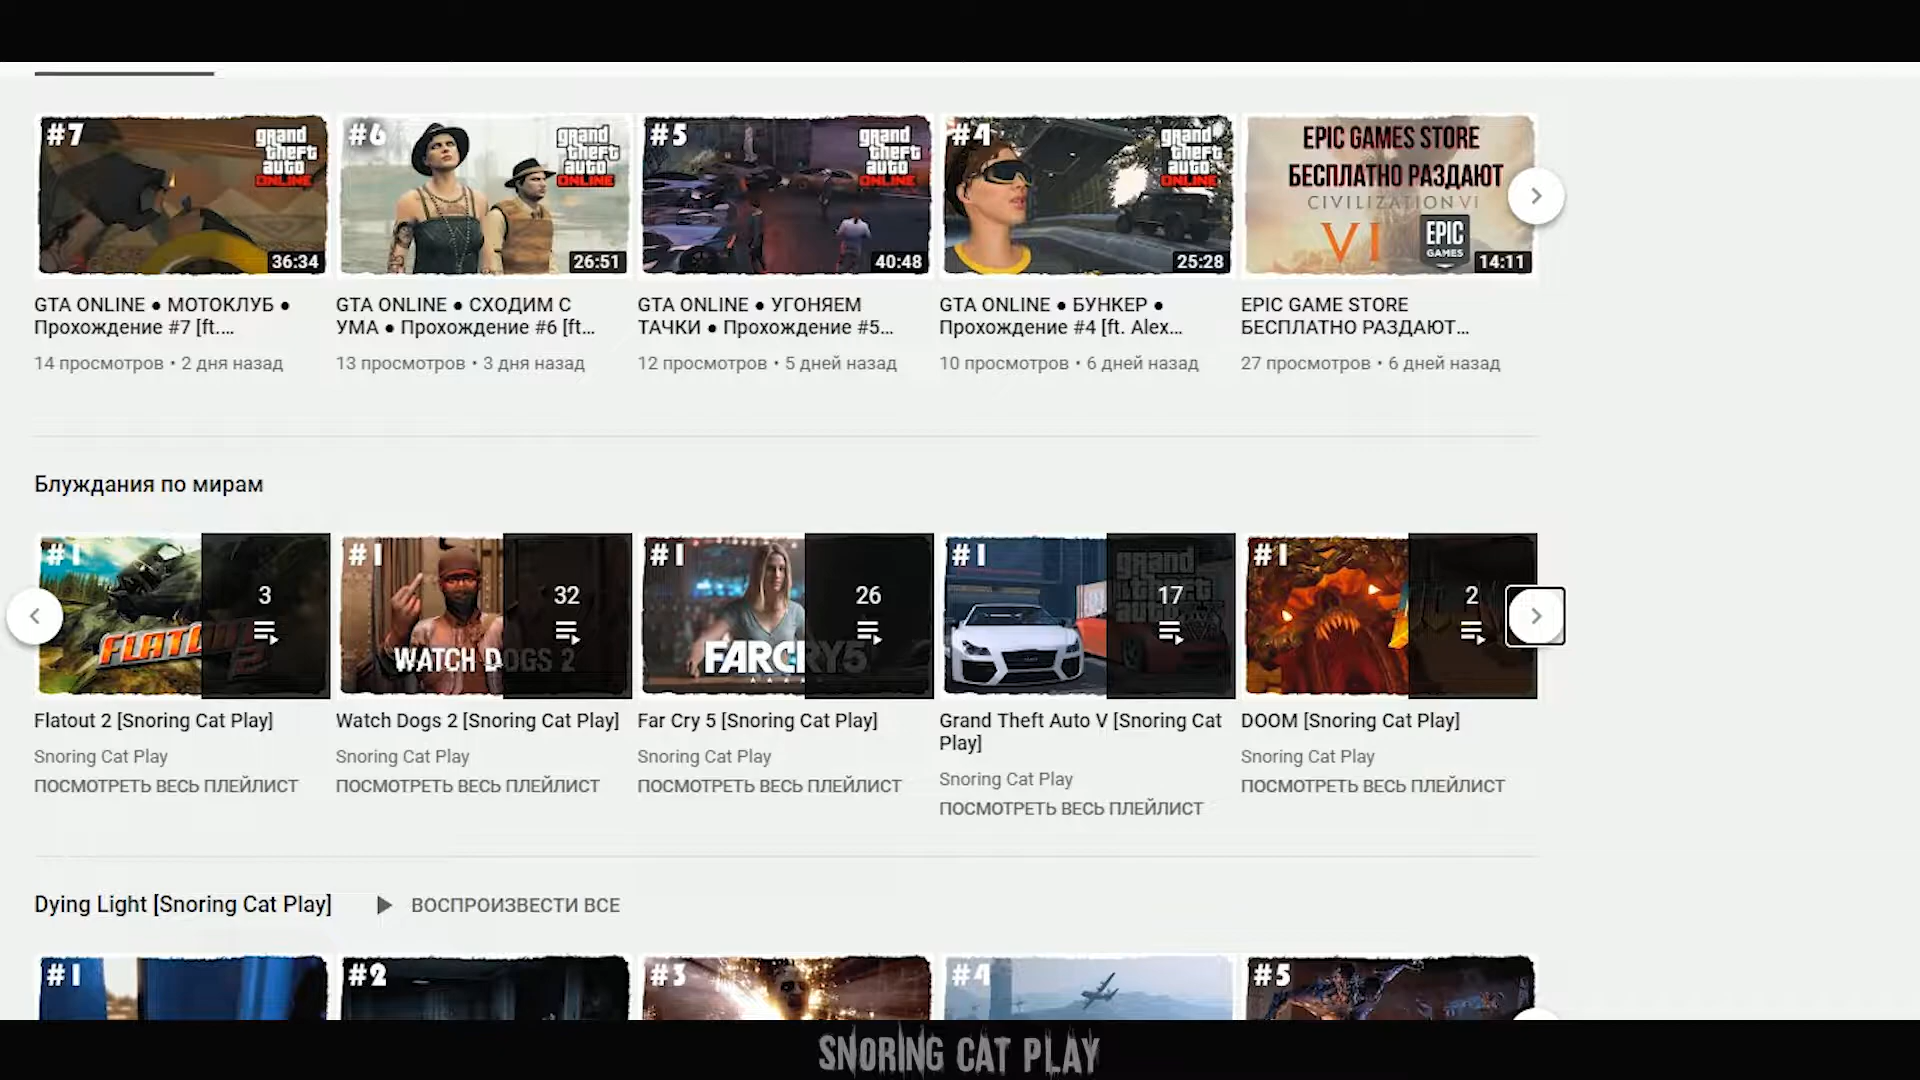 #7
grand
theft
auto
ONLINE
36:34
#6
grand
theft
auto
ONLINE
26:51
#5
grand
theft
auto
ONLINE
40:48
#4
grand
theft
auto
ONLINE
25:28
EPIC GAMES STORE
БЕСПЛАТНО РАЗДАЮТ
CIVILIZATION VI
VI
EPIC
GAMES
14:11
GTA ONLINE ● МОТОКЛУБ ●
Прохождение #7 [ft....
14 просмотров • 2 дня назад
GTA ONLINE ● СХОДИМ С
УМА ● Прохождение #6 [ft...
13 просмотров • 3 дня назад
GTA ONLINE ● УГОНЯЕМ
ТАЧКИ ● Прохождение #5...
12 просмотров • 5 дней назад
GTA ONLINE ● БУНКЕР ●
Прохождение #4 [ft. Alex...
10 просмотров • 6 дней назад
EPIC GAME STORE
БЕСПЛАТНО РАЗДАЮТ...
27 просмотров • 6 дней назад
Блуждания по мирам
#1
FLATOUT
2
3
#1
WATCH DOGS 2
32
#1
FARCRY5
26
#1
grand
theft
auto
V
17
#1
2
Flatout 2 [Snoring Cat Play]
Snoring Cat Play
ПОСМОТРЕТЬ ВЕСЬ ПЛЕЙЛИСТ
Watch Dogs 2 [Snoring Cat Play]
Snoring Cat Play
ПОСМОТРЕТЬ ВЕСЬ ПЛЕЙЛИСТ
Far Cry 5 [Snoring Cat Play]
Snoring Cat Play
ПОСМОТРЕТЬ ВЕСЬ ПЛЕЙЛИСТ
Grand Theft Auto V [Snoring Cat
Play]
Snoring Cat Play
ПОСМОТРЕТЬ ВЕСЬ ПЛЕЙЛИСТ
DOOM [Snoring Cat Play]
Snoring Cat Play
ПОСМОТРЕТЬ ВЕСЬ ПЛЕЙЛИСТ
Dying Light [Snoring Cat Play]
ВОСПРОИЗВЕСТИ ВСЕ
#1
#2
#3
#4
#5
SNORING CAT PLAY